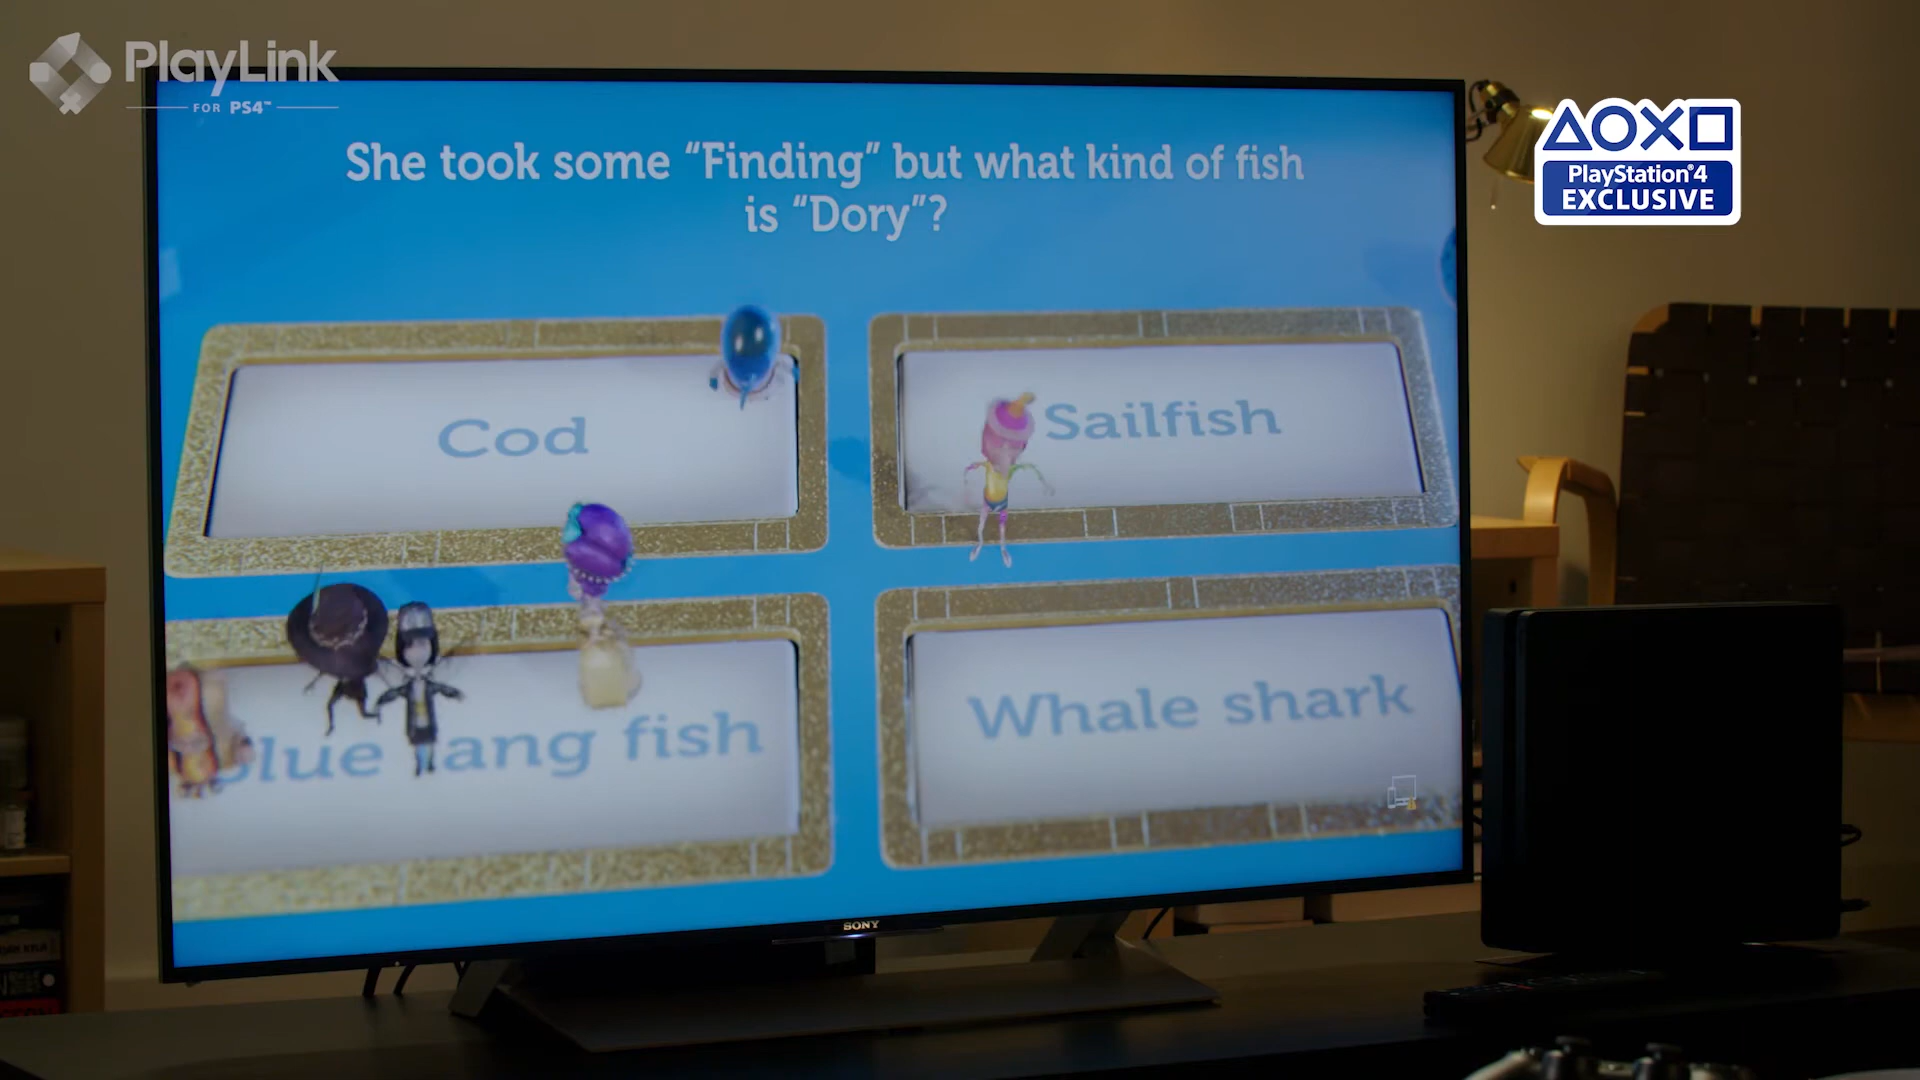 PlayLink
FOR PS4™
She took some “Finding” but what kind of fish
is “Dory”?
PlayStation®4
EXCLUSIVE
Cod
Sailfish
fish
Whale shark
SONY